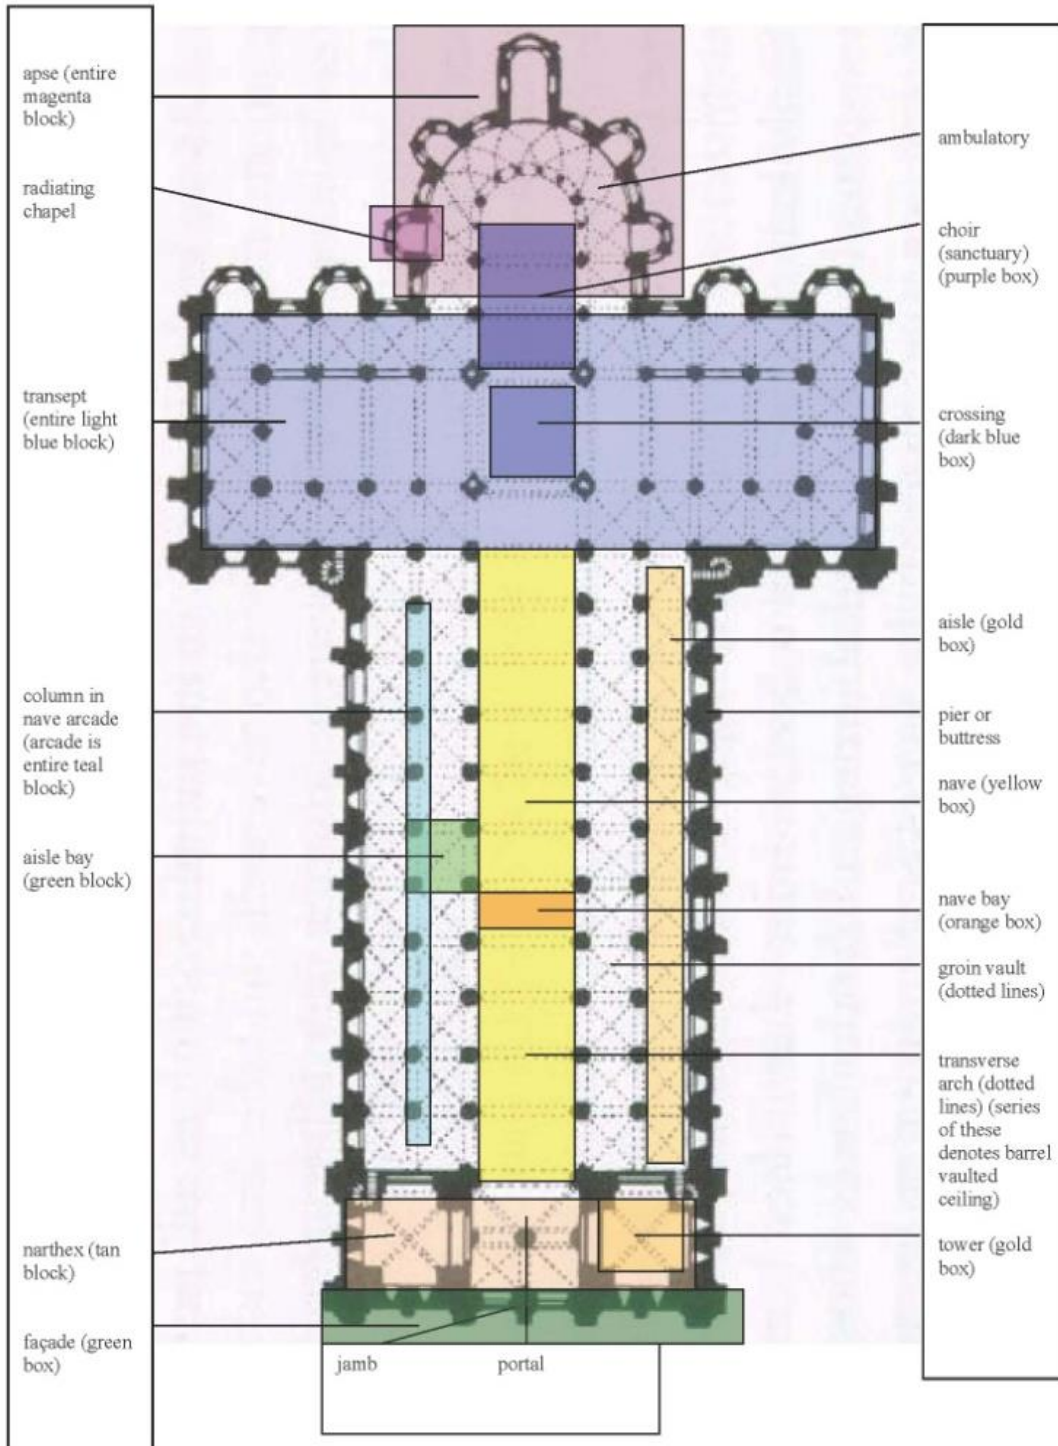 apse (entire
magenta
block)
radiating
chapel
transept
(entire light
blue block)
column in
nave arcade
(arcade is
entire teal
block)
aisle bay
(green block)
narthex (tan
block)
façade (green
box)
ambulatory
choir
(sanctuary)
(purple box)
crossing
(dark blue
box)
aisle (gold
box)
pier or
buttress
nave (yellow
box)
nave bay
(orange box)
groin vault
(dotted lines)
transverse
arch (dotted
lines) (series
of these
denotes barrel
vaulted
ceiling)
tower (gold
box)
jamb
portal